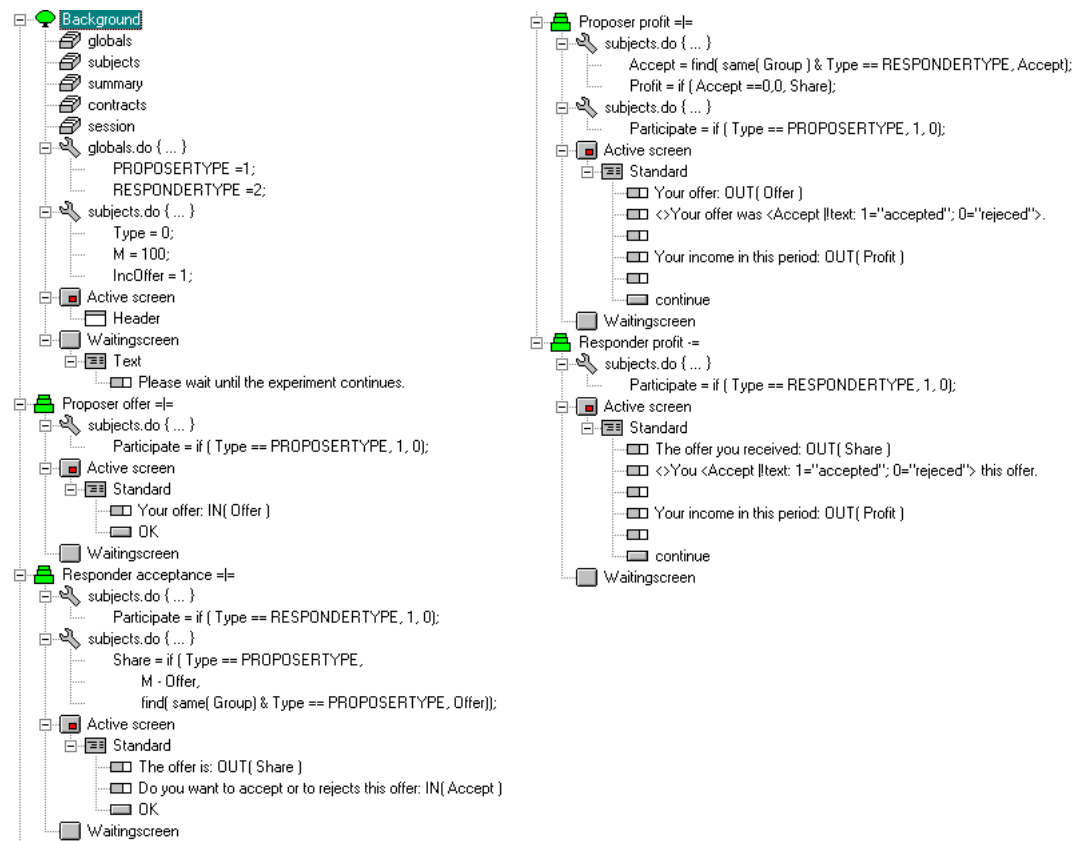 Background
globals
subjects
summary
contracts
session
globals.do { ... }
PROPOSERTYPE =1;
RESPONDERTYPE =2;
subjects.do { ... }
Type = 0;
M = 100;
IncOffer = 1;
Active screen
Header
Waitingscreen
Text
Please wait until the experiment continues.
Proposer offer =|=
subjects.do { ... }
Participate = if ( Type == PROPOSERTYPE, 1, 0);
Active screen
Standard
Your offer: IN( Offer )
OK
Waitingscreen
Responder acceptance =|=
subjects.do { ... }
Participate = if ( Type == RESPONDERTYPE, 1, 0);
subjects.do { ... }
Share = if ( Type == PROPOSERTYPE,
M - Offer,
find( same( Group) & Type == PROPOSERTYPE, Offer));
Active screen
Standard
The offer is: OUT( Share )
Do you want to accept or to rejects this offer: IN( Accept )
OK
Waitingscreen
Proposer profit =|=
subjects.do { ... }
Accept = find( same( Group ) & Type == RESPONDERTYPE, Accept);
Profit = if ( Accept ==0,0, Share);
subjects.do { ... }
Participate = if ( Type == PROPOSERTYPE, 1, 0);
Active screen
Standard
Your offer: OUT( Offer )
<>Your offer was <Accept |!text: 1="accepted"; 0="rejeced">.
Your income in this period: OUT( Profit )
continue
Waitingscreen
Responder profit -=
subjects.do { ... }
Participate = if ( Type == RESPONDERTYPE, 1, 0);
Active screen
Standard
The offer you received: OUT( Share )
<>You <Accept |!text: 1="accepted"; 0="rejeced"> this offer.
Your income in this period: OUT( Profit )
continue
Waitingscreen